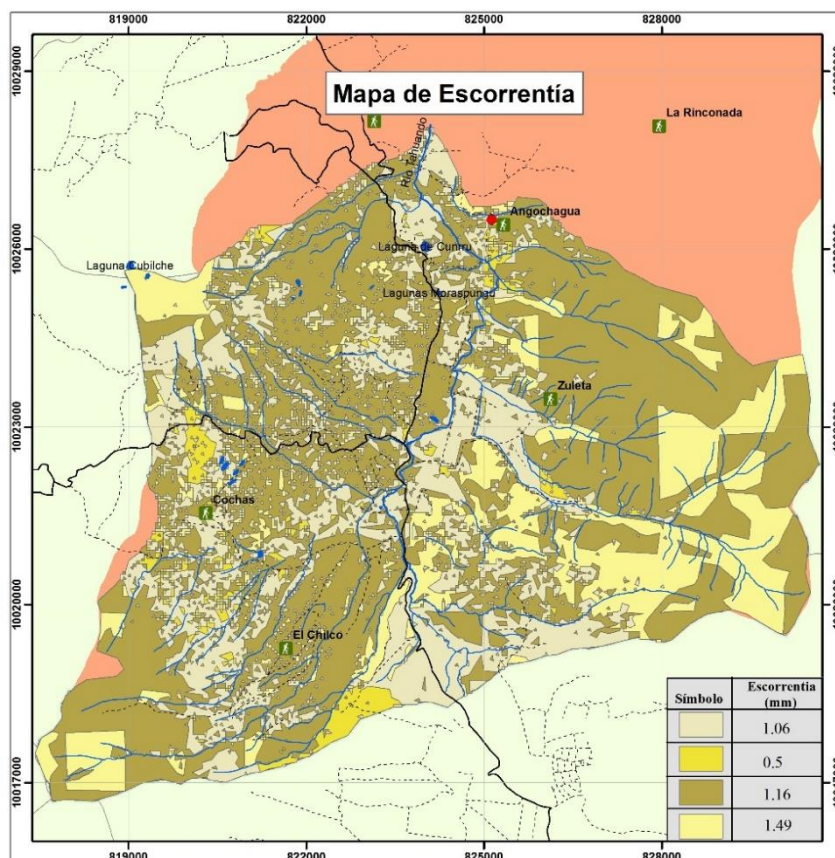 819000 822000 825000 828000
10029000
Mapa de Escorrentía
La Rinconada
Río Tahuando
Angochagua
10026000
Laguna de Cunrru
Laguna Cubilche
Lagunas Moraspungo
Zuleta
10023000
Cochas
10020000
El Chilco
Símbolo Escorrentia
(mm)
1.06
0.5
1.16
1.49
10017000
819000 822000 825000 828000